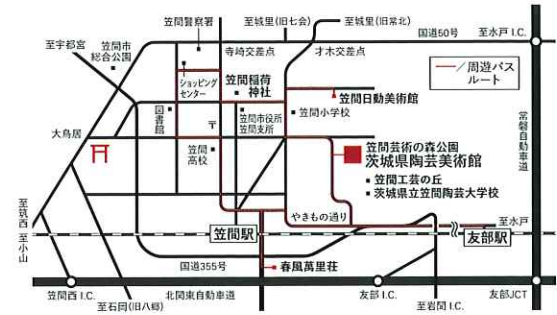 笠間警察署
至城里(旧七会)
至城里(旧常北)
国道50号
至水戸 I.C.
至宇都宮
笠間市
総合公園
寺崎交差点
才木交差点
ショッピング
センター
笠間稲荷
神社
笠間日動美術館
━/周遊バス
ルート
図書館
〒
笠間市役所
笠間支所
笠間小学校
大鳥居
笠間
高校
笠間芸術の森公園
茨城県陶芸美術館
笠間工芸の丘
茨城県立笠間陶芸大学校
常磐自動車道
至筑西
至小山
笠間駅
やきもの通り
至水戸
友部駅
国道355号
春風萬里荘
笠間西 I.C.
至石岡(旧八郷)
北関東自動車道
友部 I.C.
至岩間 I.C.
友部JCT